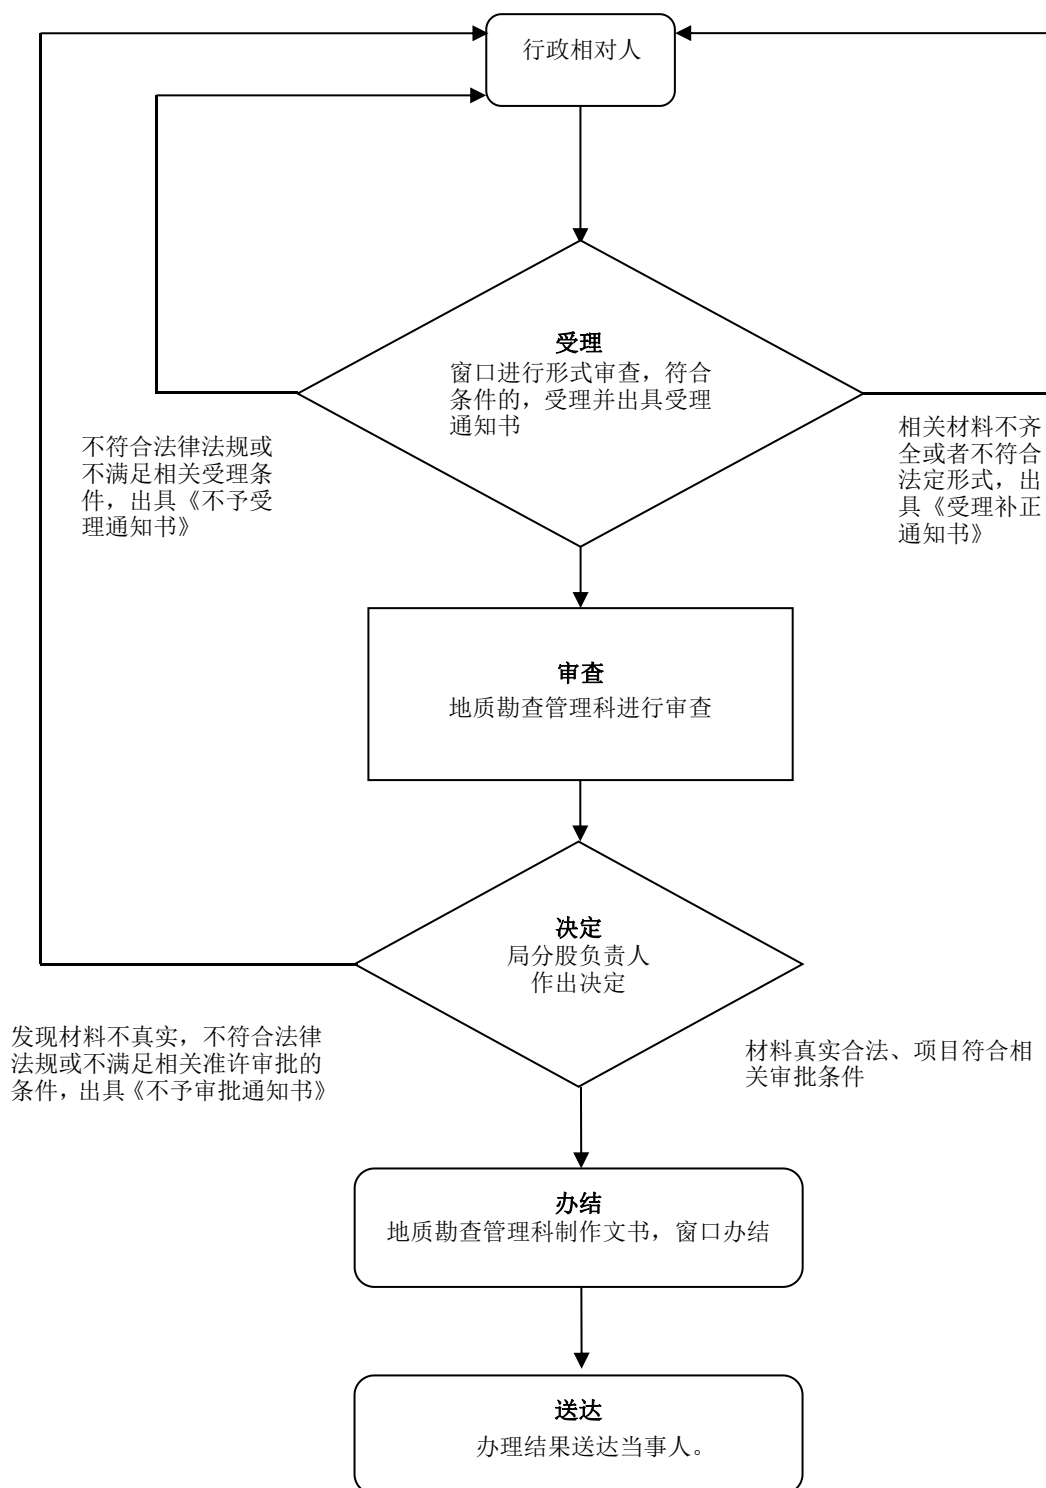 行政相对人
受理
窗口进行形式审查，符合
条件的，受理并出具受理
通知书
不符合法律法规或
不满足相关受理条
件，出具《不予受
理通知书》
相关材料不齐
全或者不符合
法定形式，出
具《受理补正
通知书》
审查
地质勘查管理科进行审查
决定
局分股负责人
作出决定
发现材料不真实，不符合法律
法规或不满足相关准许审批的
条件，出具《不予审批通知书》
材料真实合法、项目符合相
关审批条件
办结
地质勘查管理科制作文书，窗口办结
送达
办理结果送达当事人。